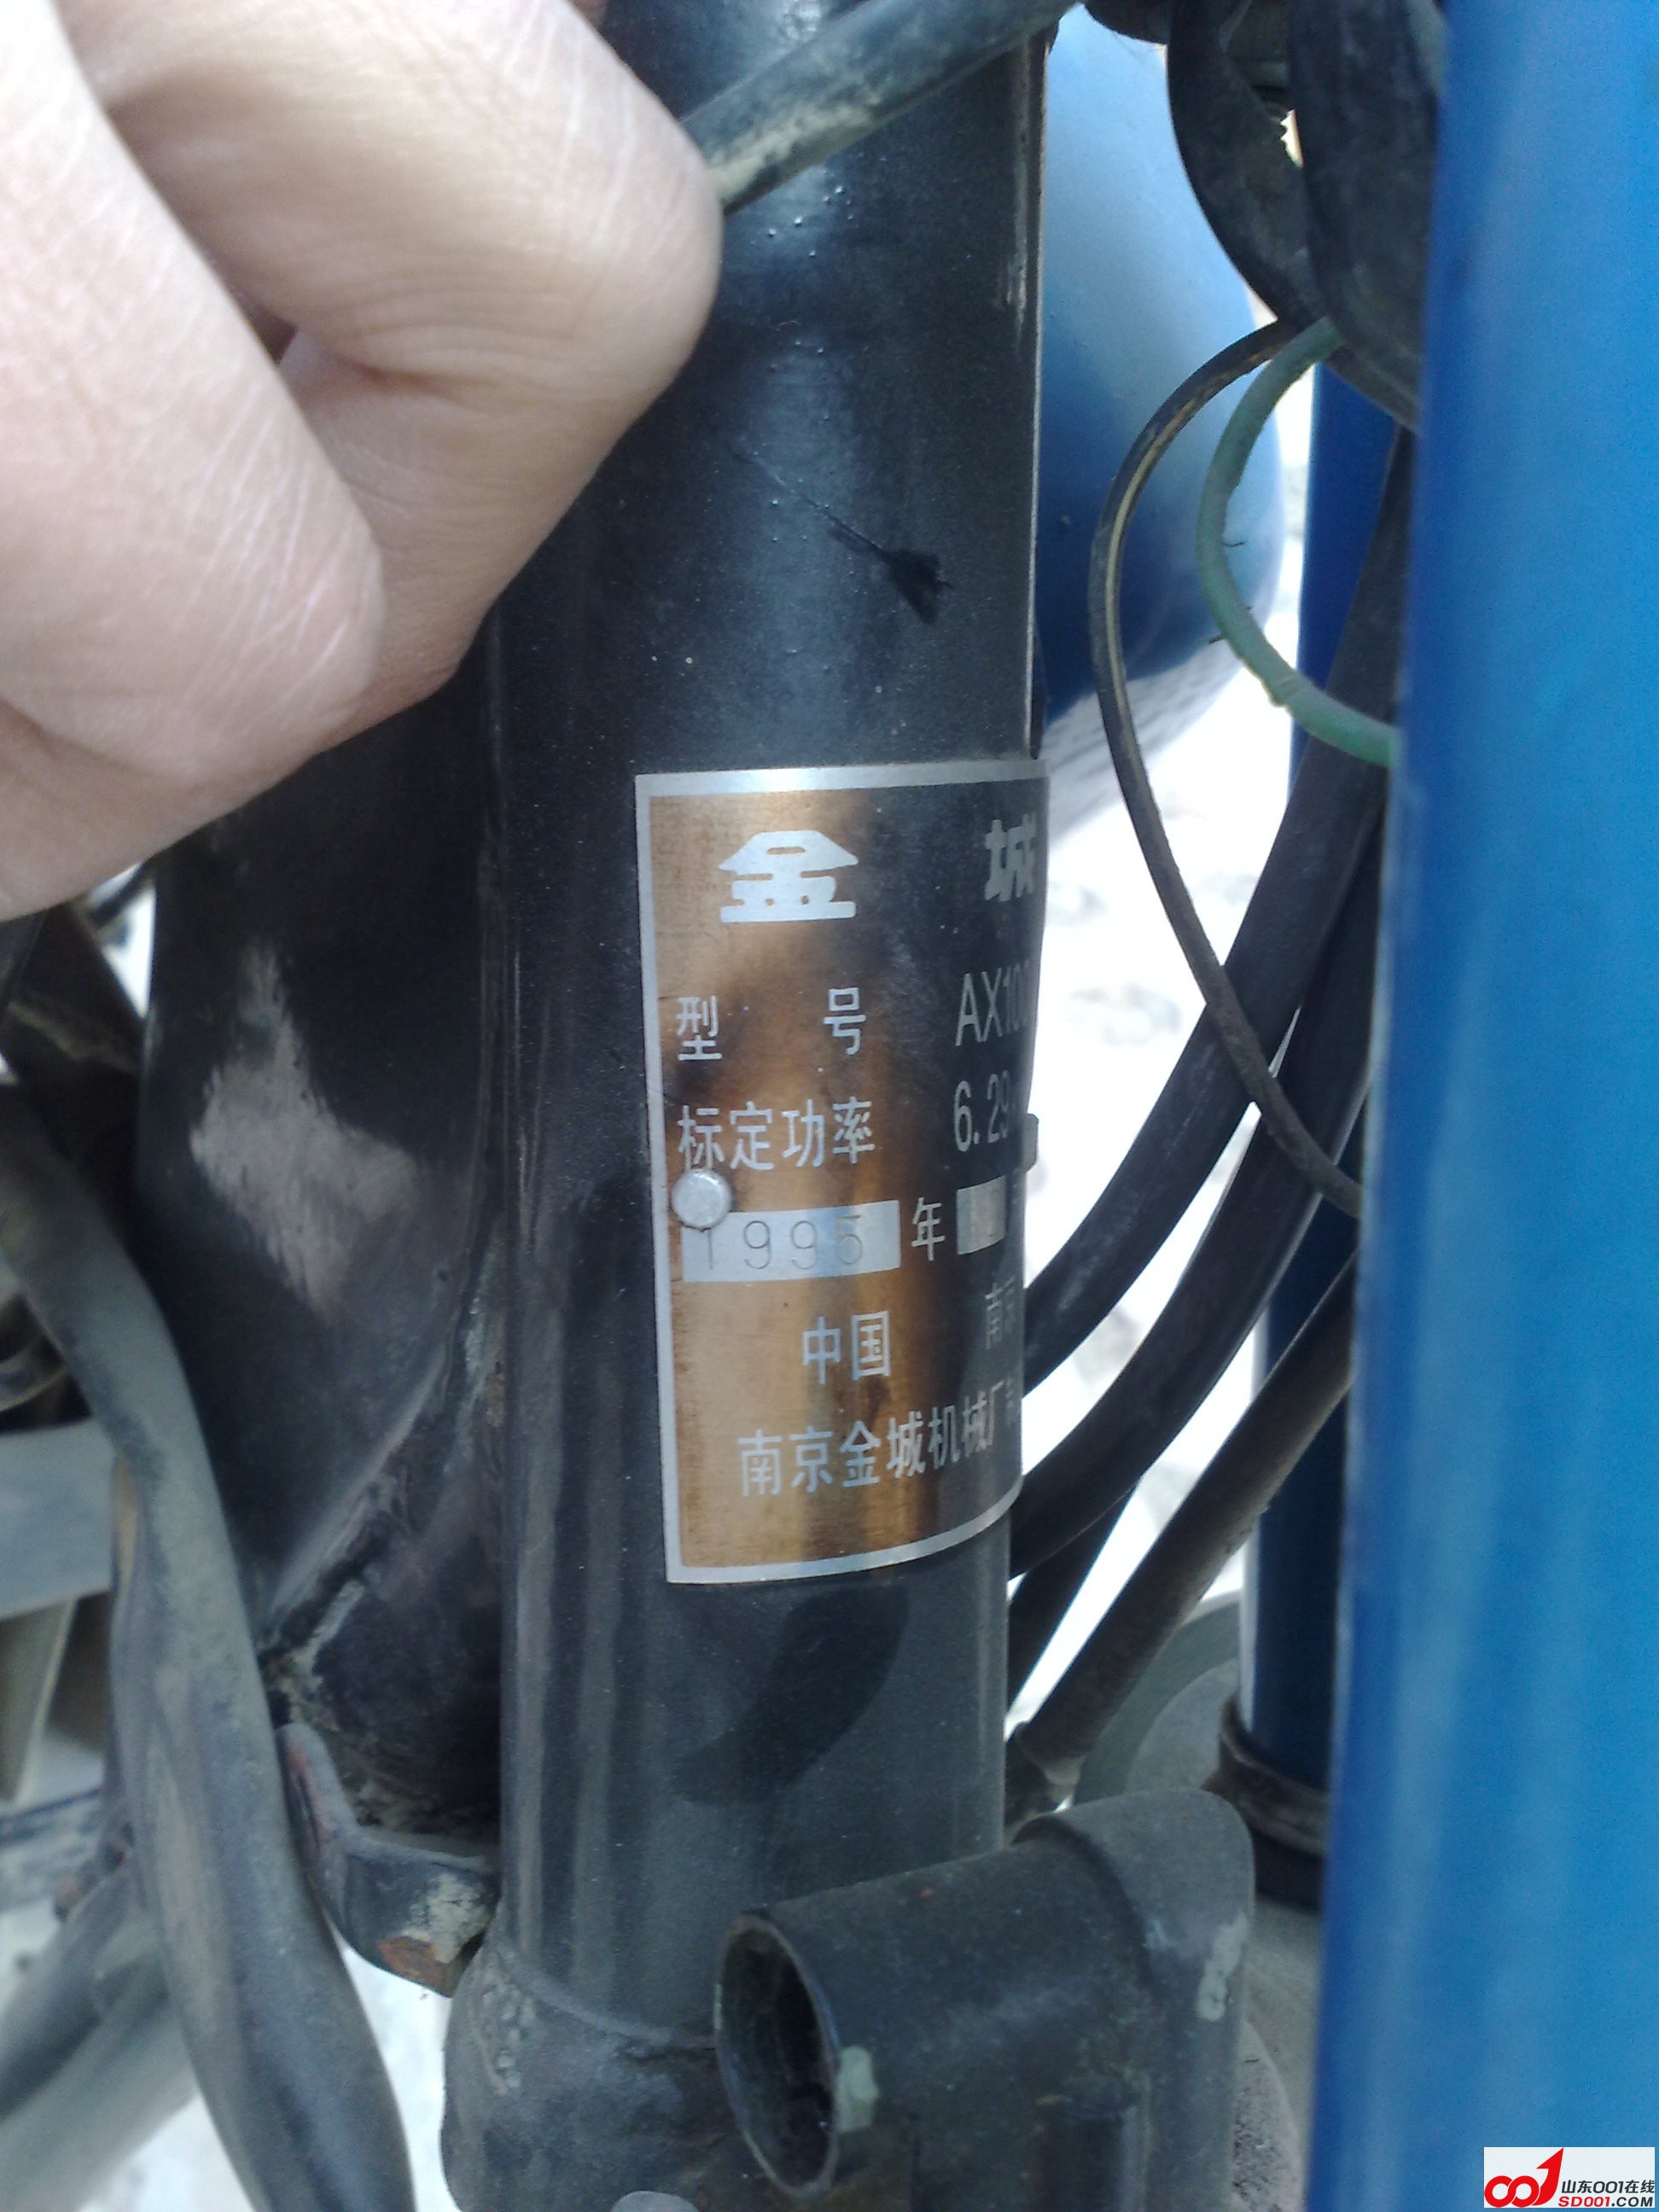 金 城
型 号 AX100
标定功率 6.29
1995 年
中国
南京金城机械厂
山东001在线
SD001.COM